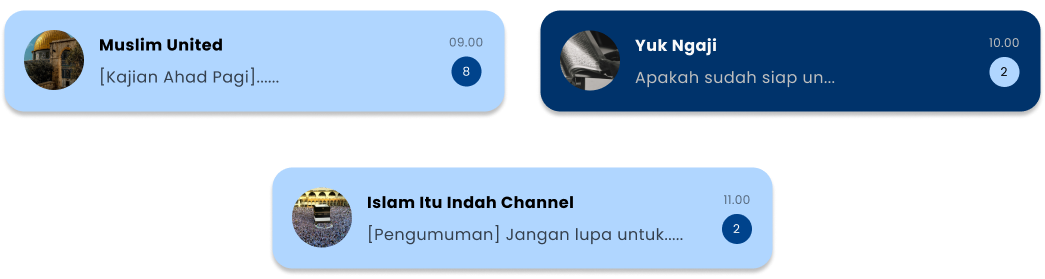 Muslim United
09.00
[Kajian Ahad Pagi]......
8
Yuk Ngaji
10.00
Apakah sudah siap un...
2
Islam Itu Indah Channel
11.00
[Pengumuman] Jangan lupa untuk.....
2